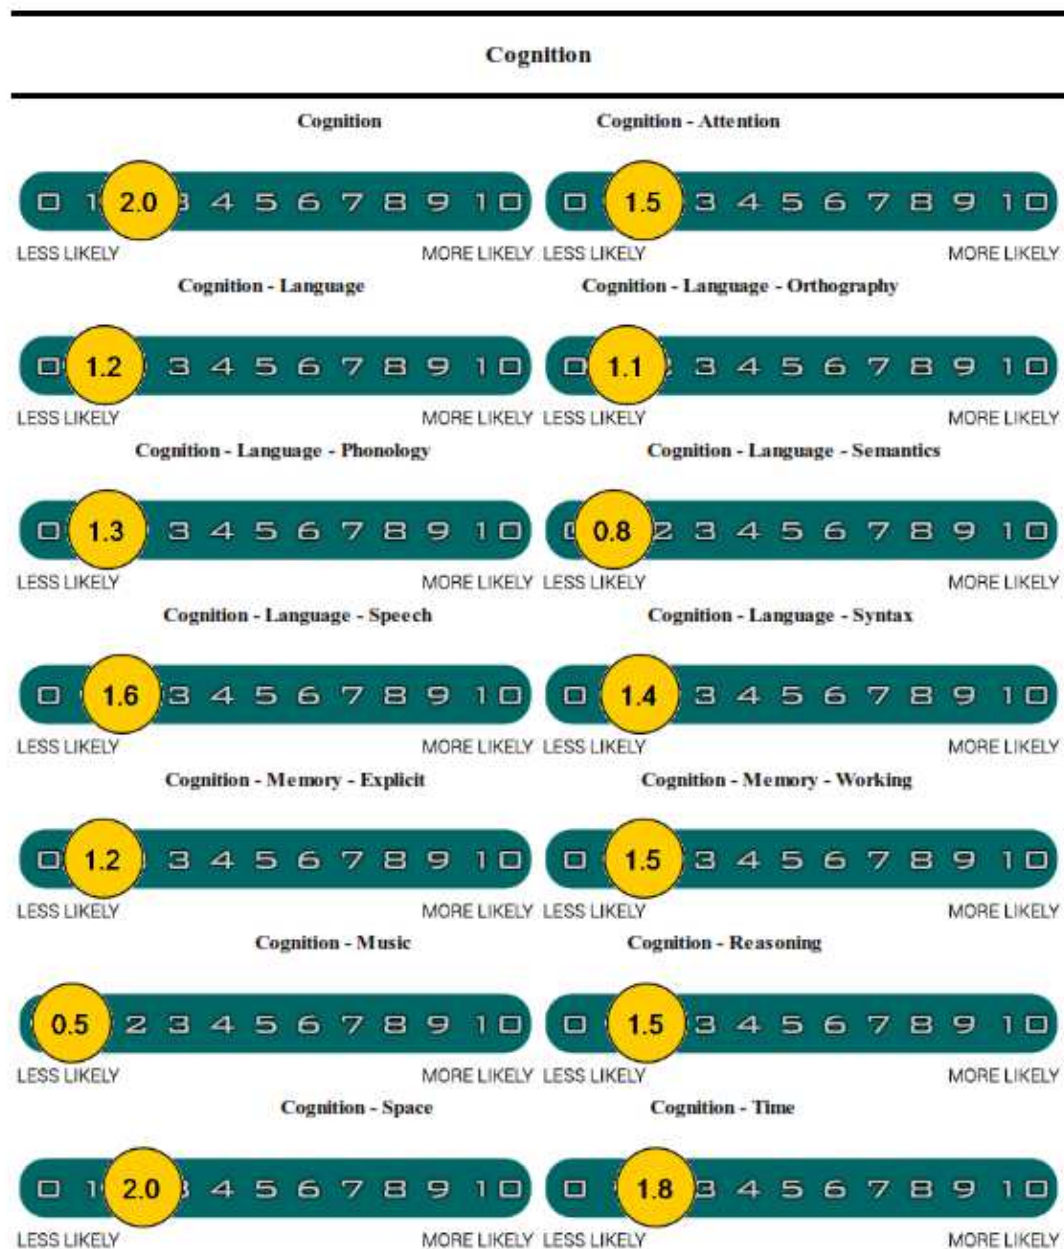 Cognition
Cognition Cognition - Attention
0 1 2.0 3 4 5 6 7 8 9 10 0 1.5 3 4 5 6 7 8 9 10
LESS LIKELY MORE LIKELY LESS LIKELY MORE LIKELY
Cognition - Language Cognition - Language - Orthography
0 1.2 3 4 5 6 7 8 9 10 0 1.1 2 3 4 5 6 7 8 9 10
LESS LIKELY MORE LIKELY LESS LIKELY MORE LIKELY
Cognition - Language - Phonology Cognition - Language - Semantics
0 1.3 3 4 5 6 7 8 9 10 0 0.8 2 3 4 5 6 7 8 9 10
LESS LIKELY MORE LIKELY LESS LIKELY MORE LIKELY
Cognition - Language - Speech Cognition - Language - Syntax
0 1.6 3 4 5 6 7 8 9 10 0 1.4 3 4 5 6 7 8 9 10
LESS LIKELY MORE LIKELY LESS LIKELY MORE LIKELY
Cognition - Memory - Explicit Cognition - Memory - Working
0 1.2 3 4 5 6 7 8 9 10 0 1.5 3 4 5 6 7 8 9 10
LESS LIKELY MORE LIKELY LESS LIKELY MORE LIKELY
Cognition - Music Cognition - Reasoning
0.5 2 3 4 5 6 7 8 9 10 0 1.5 3 4 5 6 7 8 9 10
LESS LIKELY MORE LIKELY LESS LIKELY MORE LIKELY
Cognition - Space Cognition - Time
0 1 2.0 3 4 5 6 7 8 9 10 0 1.8 3 4 5 6 7 8 9 10
LESS LIKELY MORE LIKELY LESS LIKELY MORE LIKELY